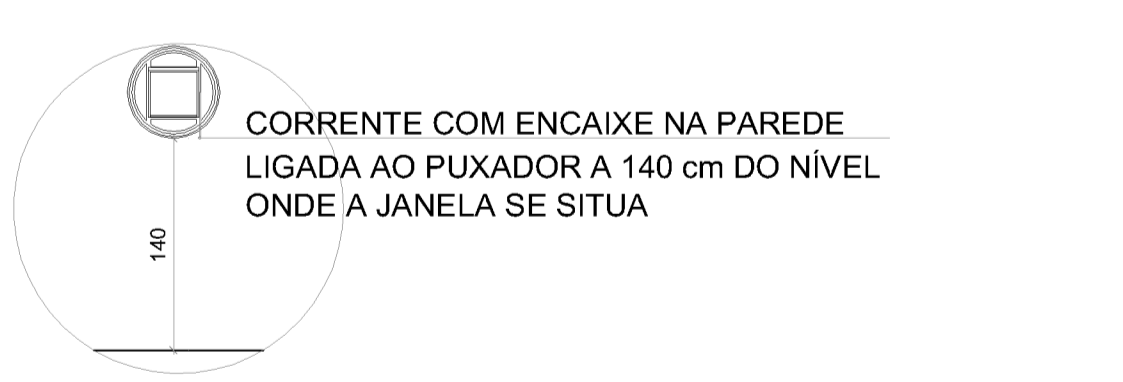 CORRENTE COM ENCAIXE NA PAREDE
LIGADA AO PUXADOR A 140 cm DO NÍVEL
ONDE A JANELA SE SITUA
140